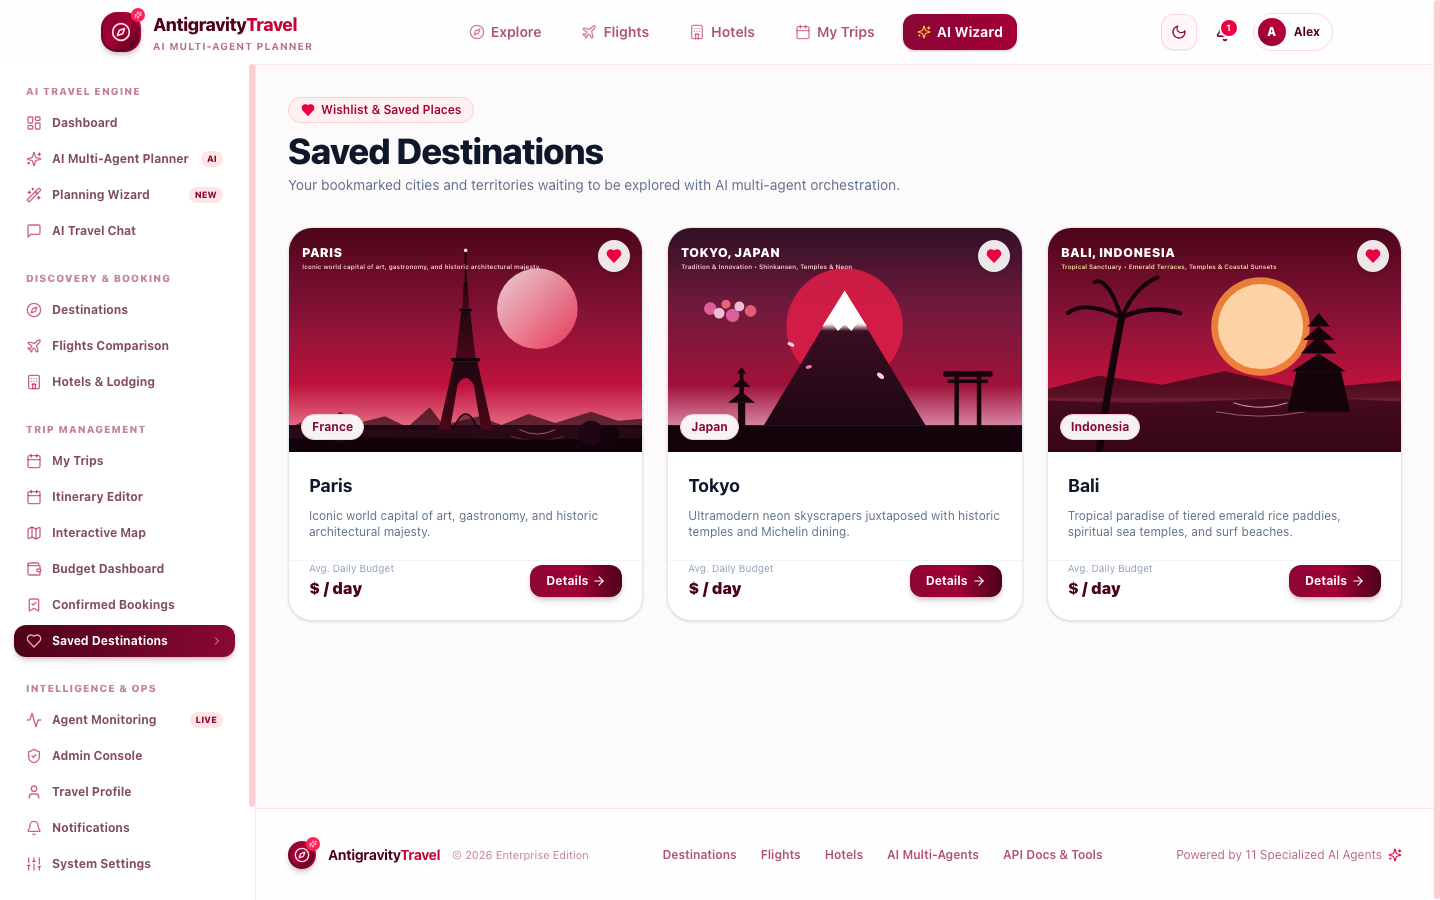 AntigravityTravel
AI MULTI-AGENT PLANNER
Explore
Flights
Hotels
My Trips
AI Wizard
1
A
Alex
AI TRAVEL ENGINE
Dashboard
AI Multi-Agent Planner AI
Planning Wizard NEW
AI Travel Chat
DISCOVERY & BOOKING
Destinations
Flights Comparison
Hotels & Lodging
TRIP MANAGEMENT
My Trips
Itinerary Editor
Interactive Map
Budget Dashboard
Confirmed Bookings
Saved Destinations
INTELLIGENCE & OPS
Agent Monitoring LIVE
Admin Console
Travel Profile
Notifications
System Settings
Wishlist & Saved Places
Saved Destinations
Your bookmarked cities and territories waiting to be explored with AI multi-agent orchestration.
PARIS
Iconic world capital of art, gastronomy, and historic architectural majesty.
France
Paris
Iconic world capital of art, gastronomy, and historic
architectural majesty.
Avg. Daily Budget
$ / day
Details
TOKYO, JAPAN
Tradition & Innovation • Shinkansen, Temples & Neon
Japan
Tokyo
Ultramodern neon skyscrapers juxtaposed with historic
temples and Michelin dining.
Avg. Daily Budget
$ / day
Details
BALI, INDONESIA
Tropical Sanctuary • Emerald Terraces, Temples & Coastal Sunsets
Indonesia
Bali
Tropical paradise of tiered emerald rice paddies,
spiritual sea temples, and surf beaches.
Avg. Daily Budget
$ / day
Details
AntigravityTravel
© 2026 Enterprise Edition
Destinations
Flights
Hotels
AI Multi-Agents
API Docs & Tools
Powered by 11 Specialized AI Agents